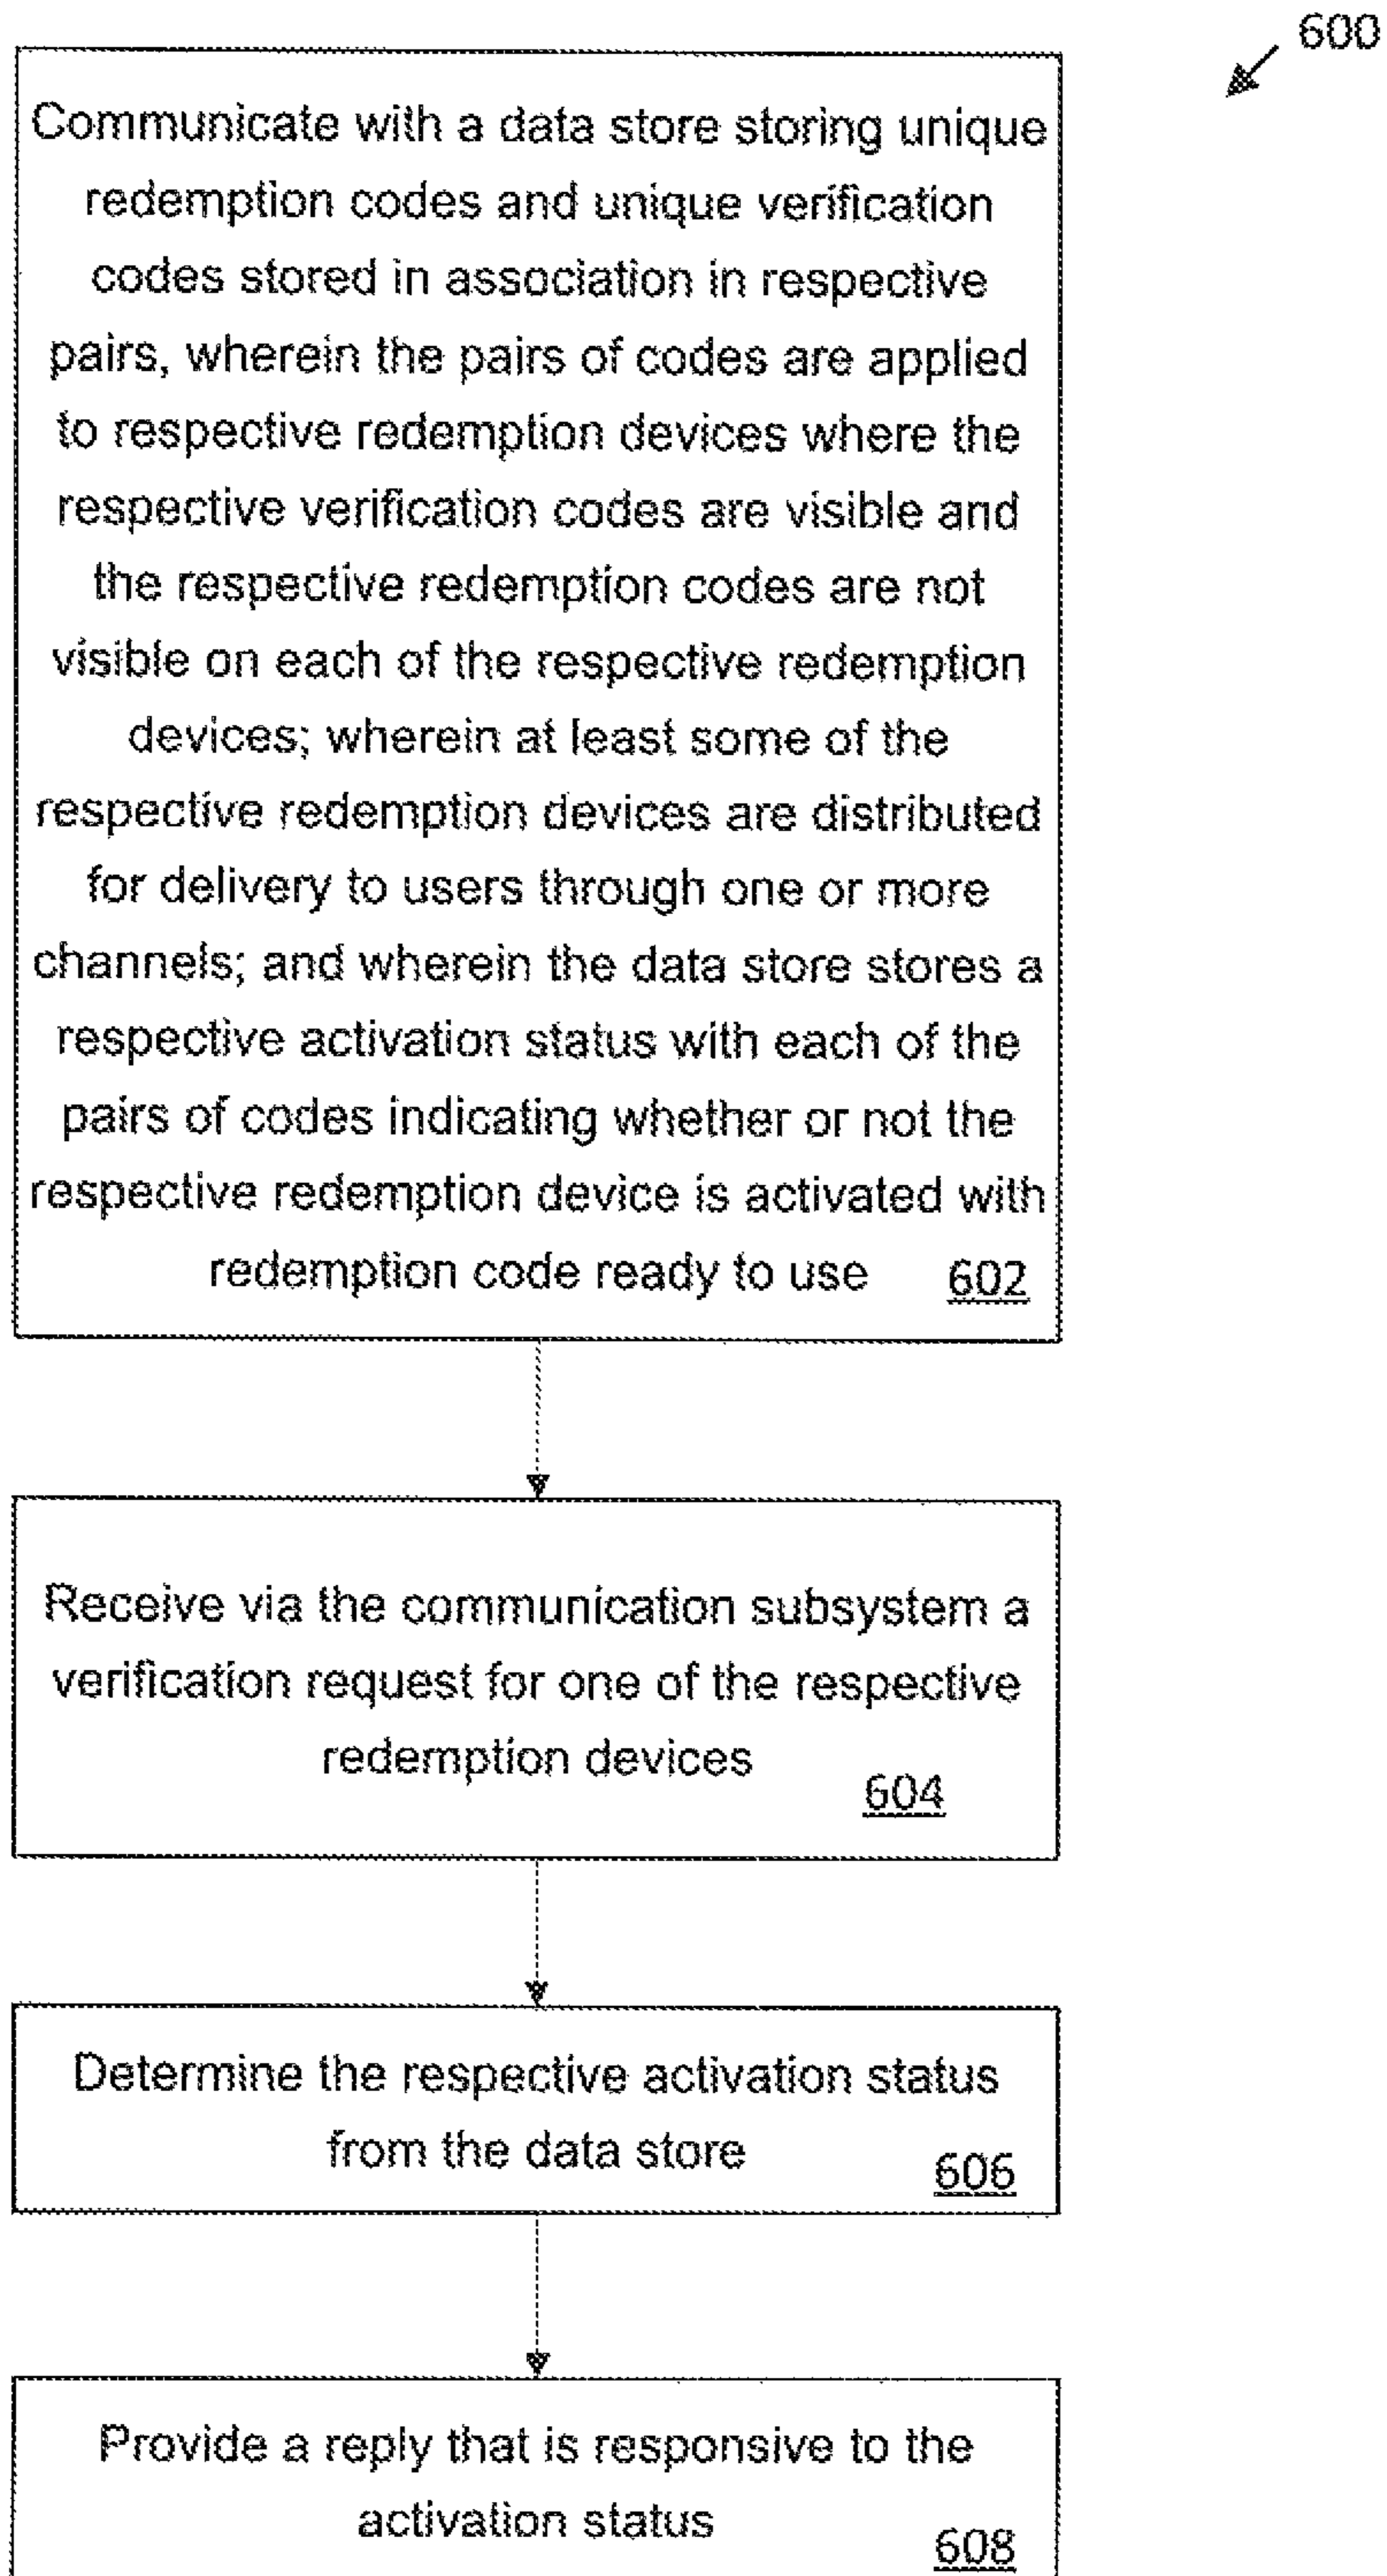 600
Communicate with a data store storing unique
redemption codes and unique verification
codes stored in association in respective
pairs, wherein the pairs of codes are applied
to respective redemption devices where the
respective verification codes are visible and
the respective redemption codes are not
visible on each of the respective redemption
devices; wherein at least some of the
respective redemption devices are distributed
for delivery to users through one or more
channels; and wherein the data store stores a
respective activation status with each of the
pairs of codes indicating whether or not the
respective redemption device is activated with
redemption code ready to use 602
Receive via the communication subsystem a
verification request for one of the respective
redemption devices
604
Determine the respective activation status
from the data store
606
Provide a reply that is responsive to the
activation status
608